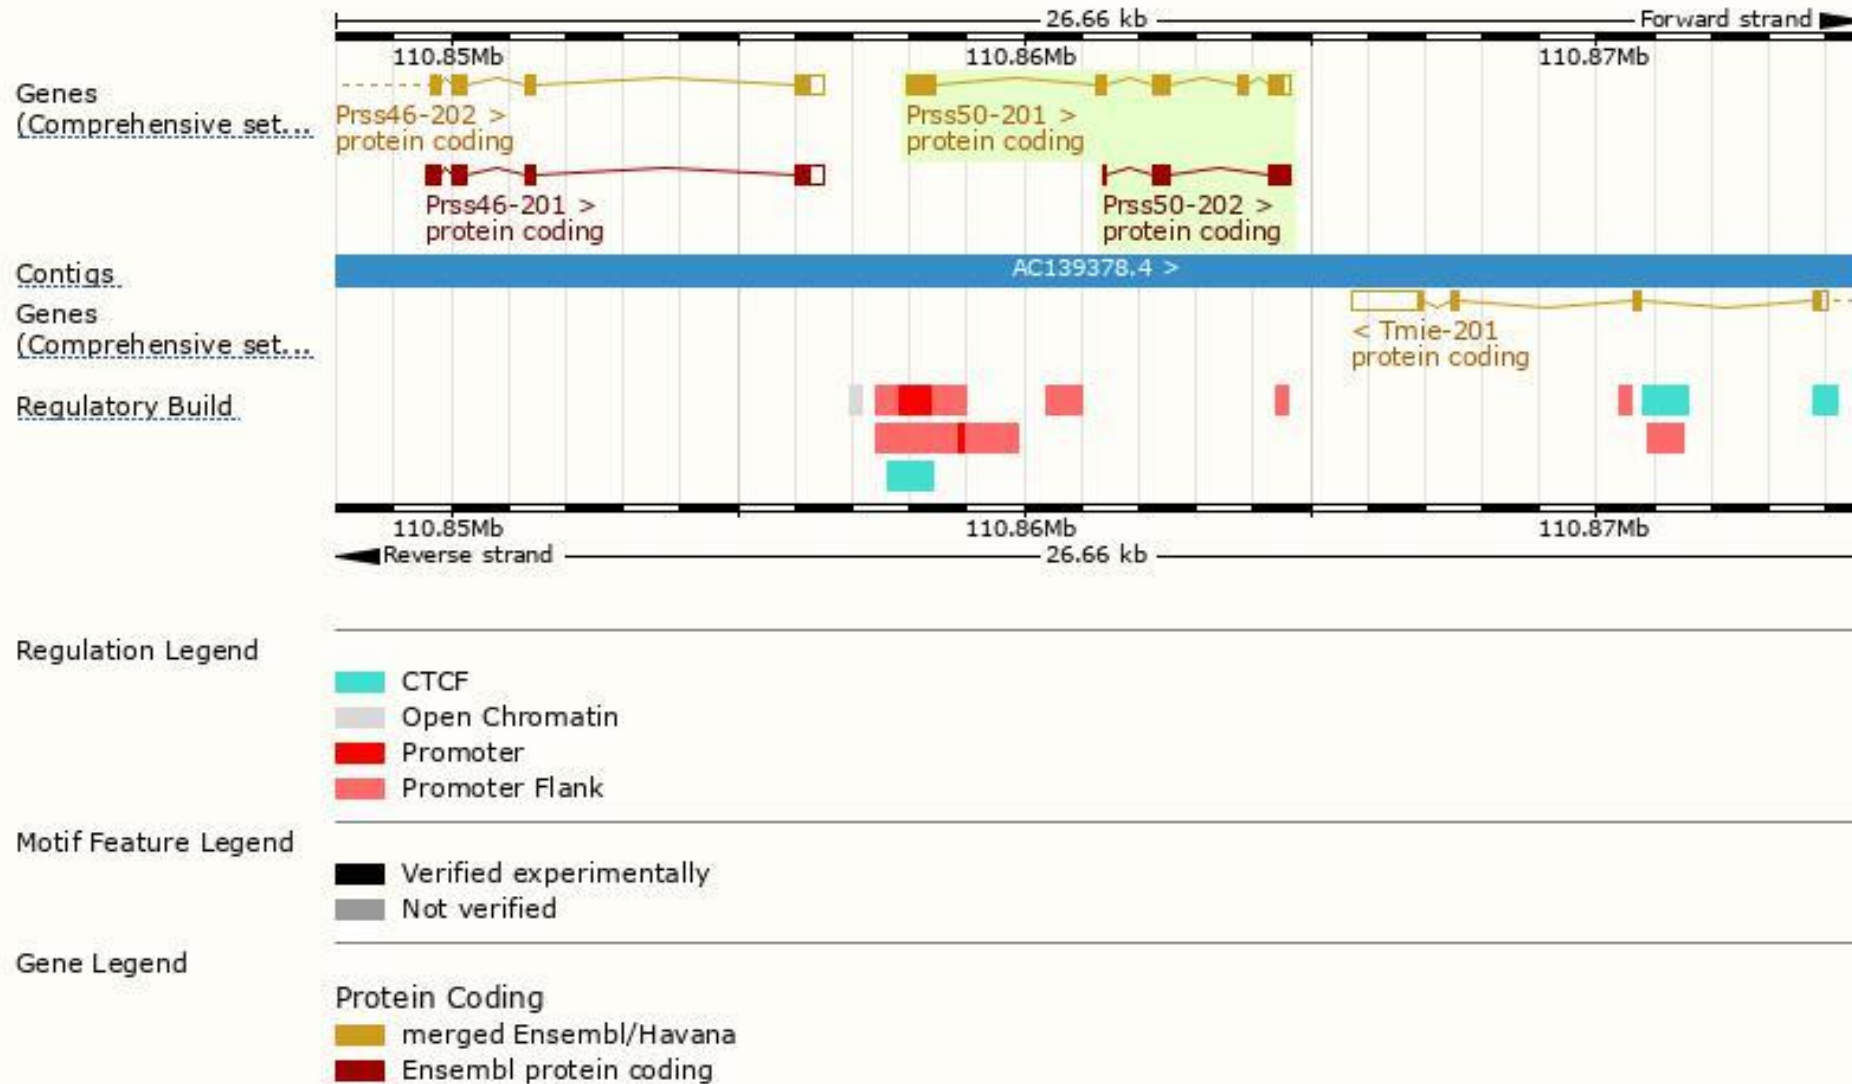 26.66 kb Forward strand
110.85Mb 110.86Mb 110.87Mb
Genes
(Comprehensive set...
Prss46-202 >
protein coding
Prss50-201 >
protein coding
Prss46-201 >
protein coding
Prss50-202 >
protein coding
Contigs
AC139378.4 >
Genes
(Comprehensive set...
< Tmie-201
protein coding
Regulatory Build
110.85Mb 110.86Mb 110.87Mb
Reverse strand 26.66 kb
Regulation Legend
CTCF
Open Chromatin
Promoter
Promoter Flank
Motif Feature Legend
Verified experimentally
Not verified
Gene Legend
Protein Coding
merged Ensembl/Havana
Ensembl protein coding